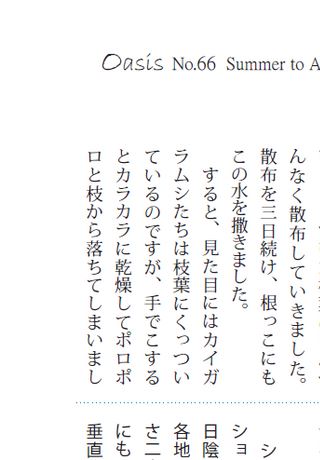 Oasis No.66 Summer to A
んなく散布していきました。
散布を三日続け、根っこにも
この水を撒きました。
すると、見た目にはカイガ
ラムシたちは枝葉にくっつい
ているのですが、手でこする
とカラカラに乾燥してポロポ
ロと枝から落ちてしまいまし
シ
ショ
日陰
各地
さ二
にも
垂直